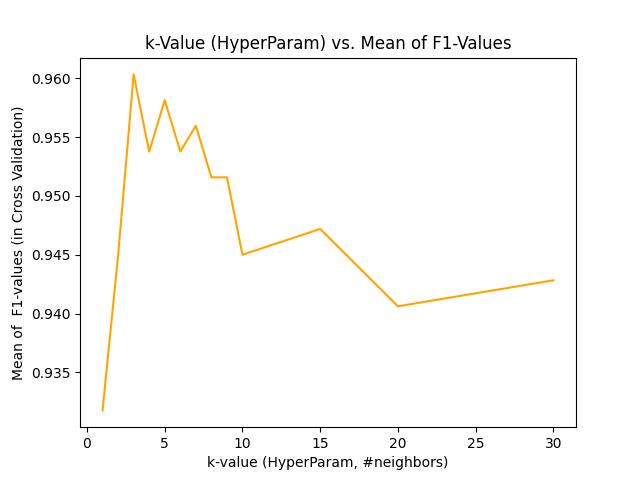 k-Value (HyperParam) vs. Mean of F1-Values
0.960
0.955
0.950
0.945
0.940
0.935
Mean of  F1-values (in Cross Validation)
0 5 10 15 20 25 30
k-value (HyperParam, #neighbors)